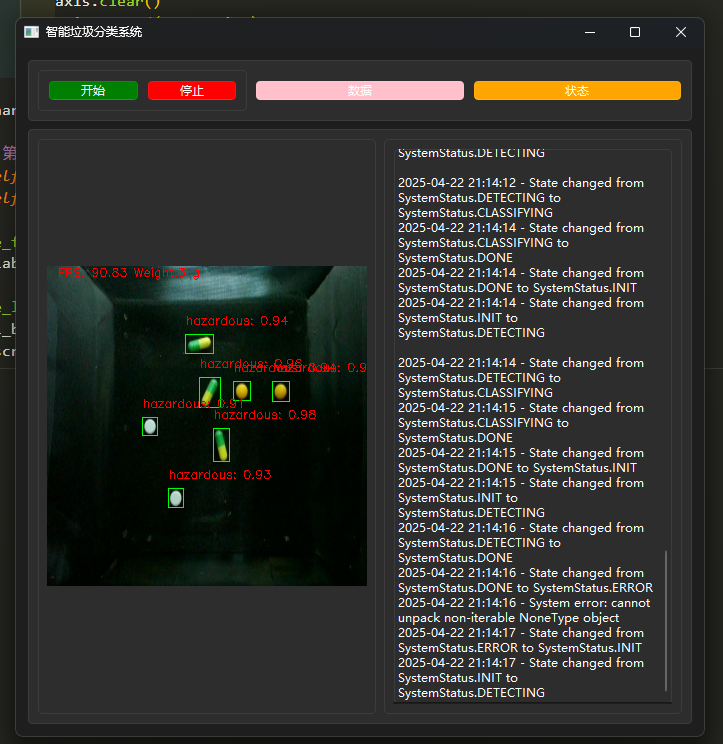 axis.clear()
智能垃圾分类系统
开始
停止
数据
状态
第
FPS: 90.83 Weight:3 g
hazardous: 0.94
hazardous: 0.96
hazardous: 0.94
hazardous: 0.9
hazardous: 0.91
hazardous: 0.98
hazardous: 0.93
SystemStatus.DETECTING
2025-04-22 21:14:12 - State changed from
SystemStatus.DETECTING to
SystemStatus.CLASSIFYING
2025-04-22 21:14:14 - State changed from
SystemStatus.CLASSIFYING to
SystemStatus.DONE
2025-04-22 21:14:14 - State changed from
SystemStatus.DONE to SystemStatus.INIT
2025-04-22 21:14:14 - State changed from
SystemStatus.INIT to
SystemStatus.DETECTING
2025-04-22 21:14:14 - State changed from
SystemStatus.DETECTING to
SystemStatus.CLASSIFYING
2025-04-22 21:14:15 - State changed from
SystemStatus.CLASSIFYING to
SystemStatus.DONE
2025-04-22 21:14:15 - State changed from
SystemStatus.DONE to SystemStatus.INIT
2025-04-22 21:14:15 - State changed from
SystemStatus.INIT to
SystemStatus.DETECTING
2025-04-22 21:14:16 - State changed from
SystemStatus.DETECTING to
SystemStatus.DONE
2025-04-22 21:14:16 - State changed from
SystemStatus.DONE to SystemStatus.ERROR
2025-04-22 21:14:16 - System error: cannot
unpack non-iterable NoneType object
2025-04-22 21:14:17 - State changed from
SystemStatus.ERROR to SystemStatus.INIT
2025-04-22 21:14:17 - State changed from
SystemStatus.INIT to
SystemStatus.DETECTING